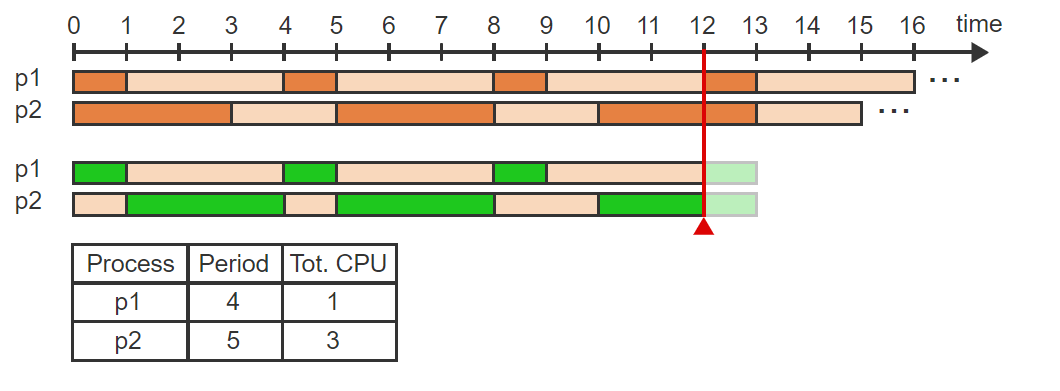 0 1 2 3 4 5 6 7 8 9 10 11 12 13 14 15 16 time
p1 ...
p2 ...
p1
p2
Process Period Tot. CPU
p1 4 1
p2 5 3